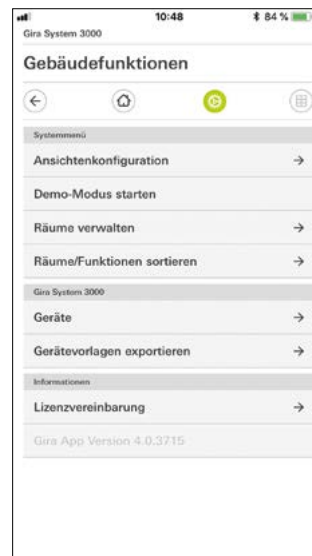 10:48 84 %
Gira System 3000
Gebäudefunktionen
Systemmenü
Ansichtenkonfiguration
Demo-Modus starten
Räume verwalten
Räume/Funktionen sortieren
Gira System 3000
Geräte
Gerätevorlagen exportieren
Informationen
Lizenzvereinbarung
Gira App Version 4.0.3715